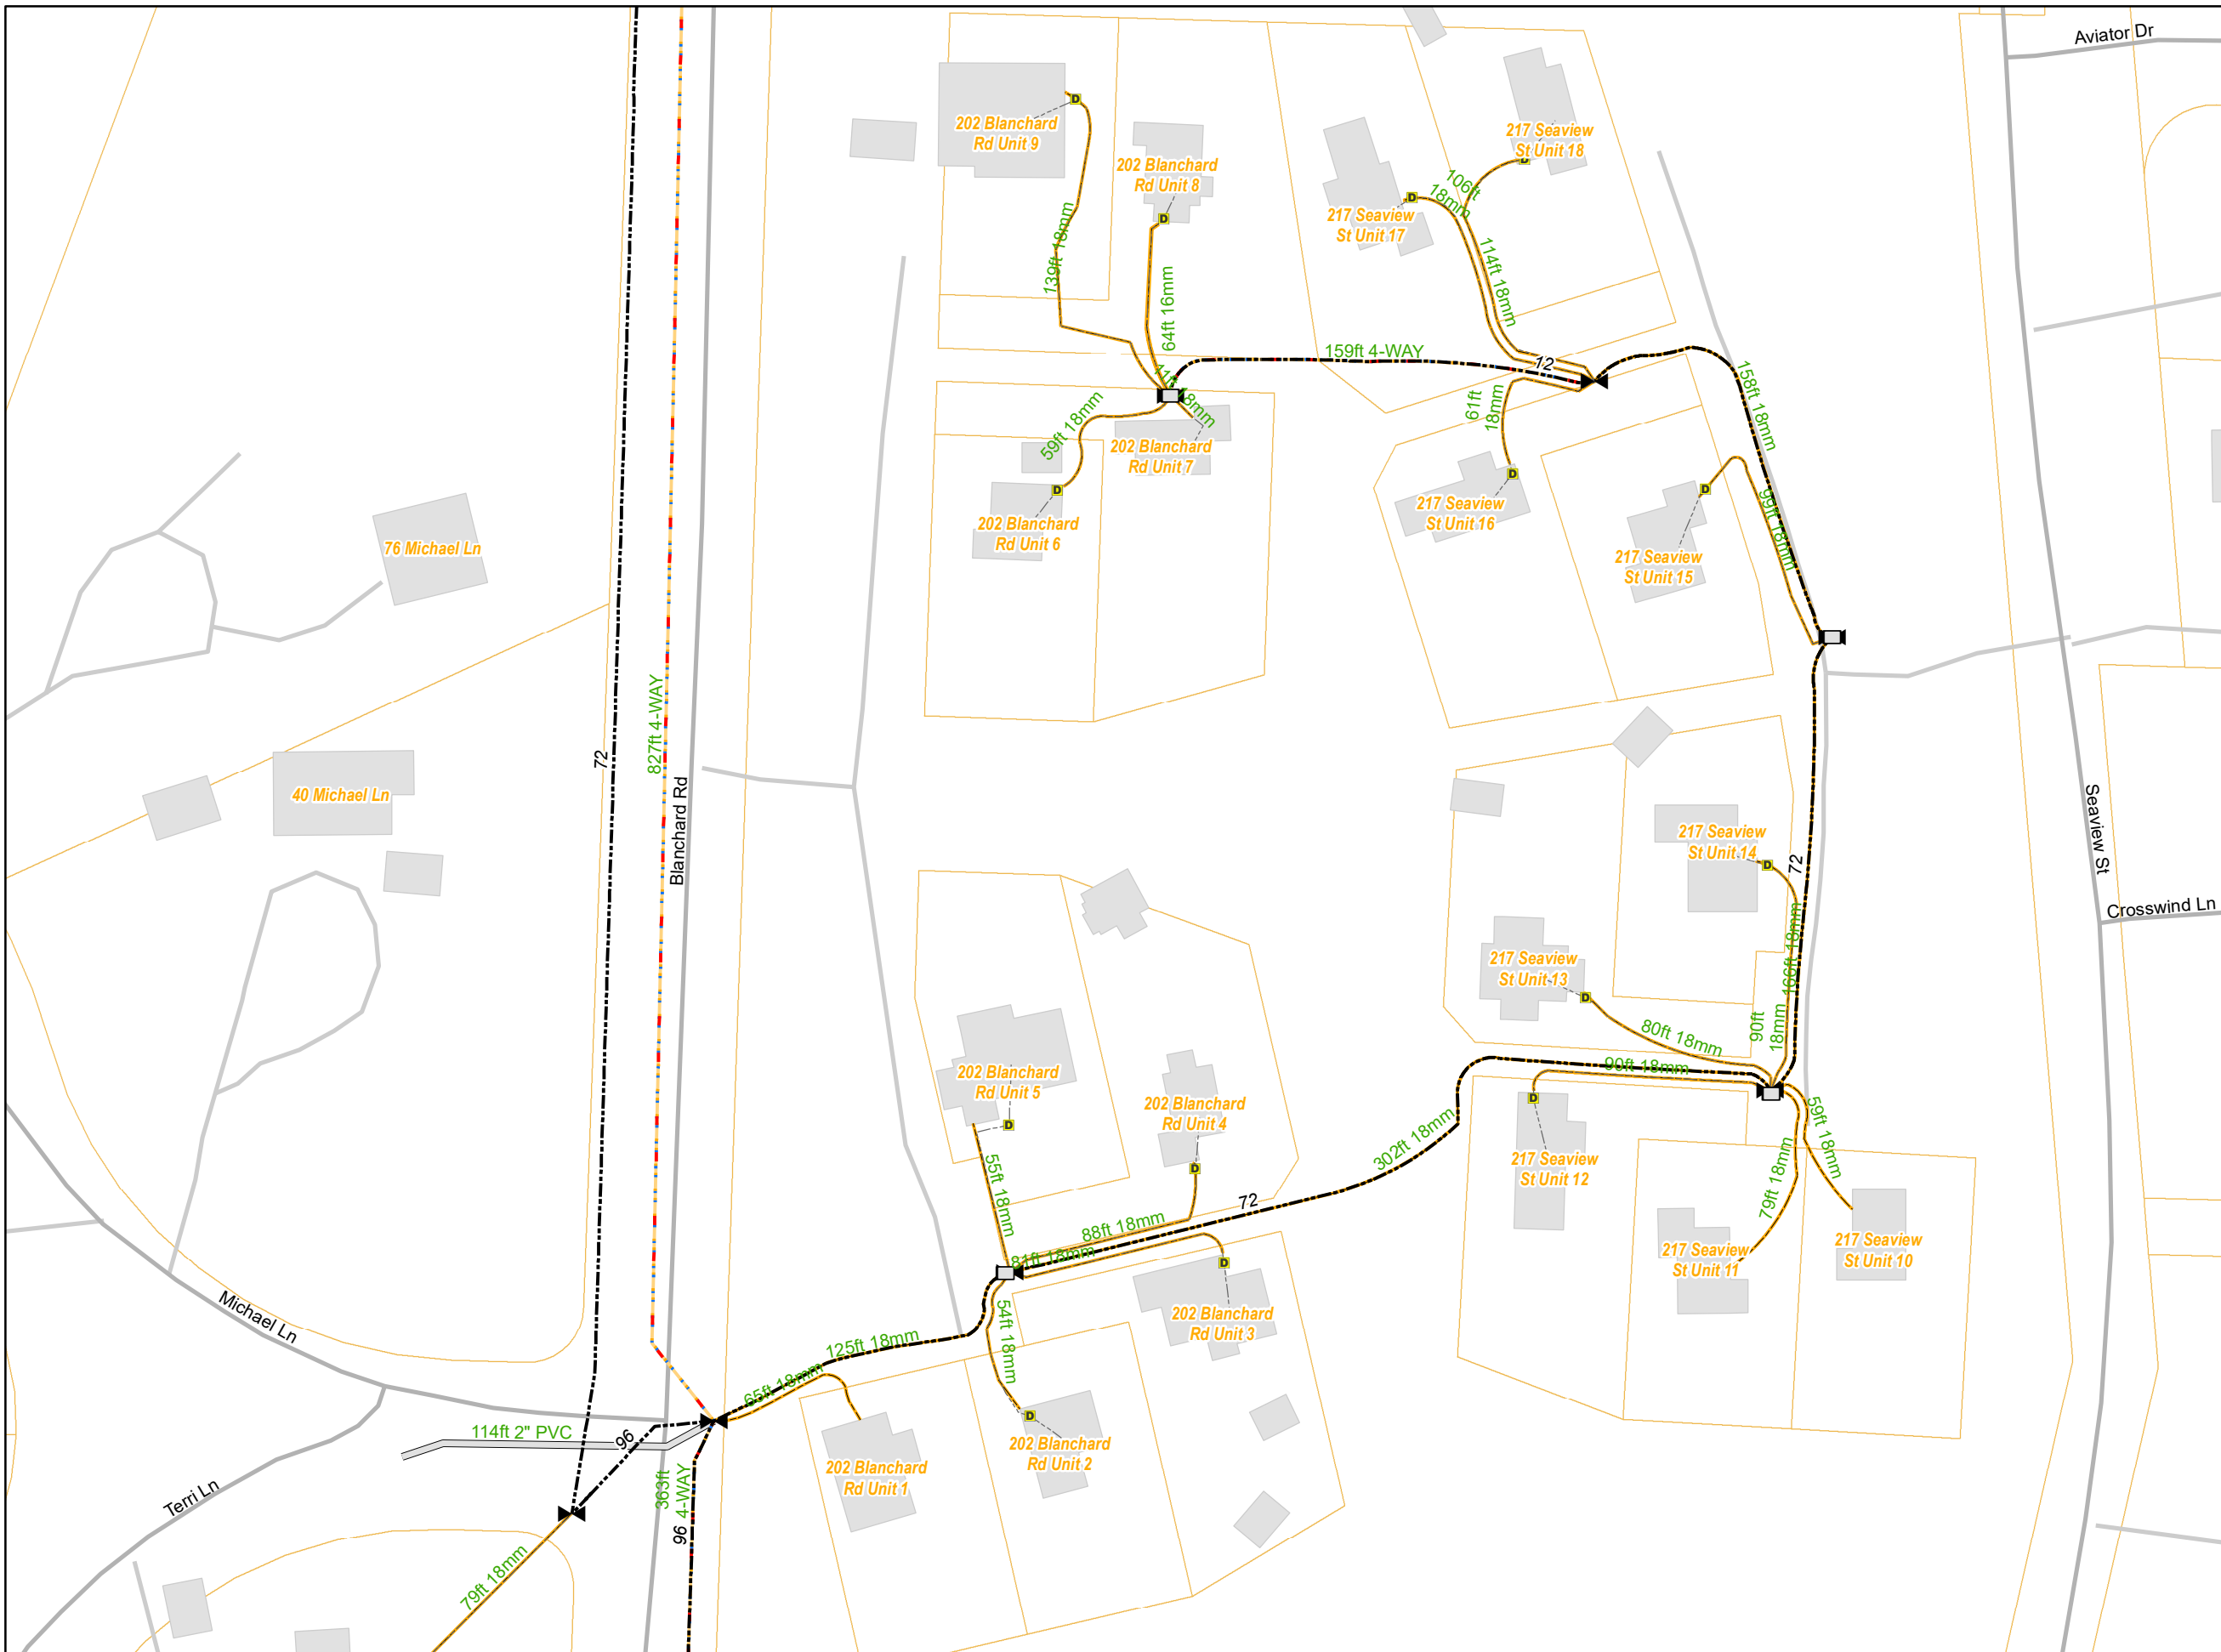 Aviator Dr
202 Blanchard
Rd Unit 9
D
202 Blanchard
Rd Unit 8
D
217 Seaview
St Unit 18
D
217 Seaview
St Unit 17
D
106ft
18mm
114ft 18mm
139ft 18mm
64ft 16mm
159ft 4-WAY
12
158ft 18mm
18mm
59ft 18mm
202 Blanchard
Rd Unit 7
D
202 Blanchard
Rd Unit 6
61ft
18mm
D
217 Seaview
St Unit 16
D
217 Seaview
St Unit 15
99ft 18mm
76 Michael Ln
72
827ft 4-WAY
Blanchard Rd
40 Michael Ln
Seaview St
Crosswind Ln
217 Seaview
St Unit 14
D
72
166ft 18mm
217 Seaview
St Unit 13
D
80ft 18mm
90ft
18mm
90ft 18mm
D
217 Seaview
St Unit 12
59ft 18mm
79ft 18mm
217 Seaview
St Unit 11
217 Seaview
St Unit 10
202 Blanchard
Rd Unit 5
D
202 Blanchard
Rd Unit 4
D
302ft 18mm
72
55ft 18mm
88ft 18mm
81ft 18mm
D
202 Blanchard
Rd Unit 3
54ft 18mm
125ft 18mm
65ft 18mm
D
202 Blanchard
Rd Unit 2
202 Blanchard
Rd Unit 1
Michael Ln
114ft 2" PVC
96
363ft
4-WAY
96
Terri Ln
79ft 18mm